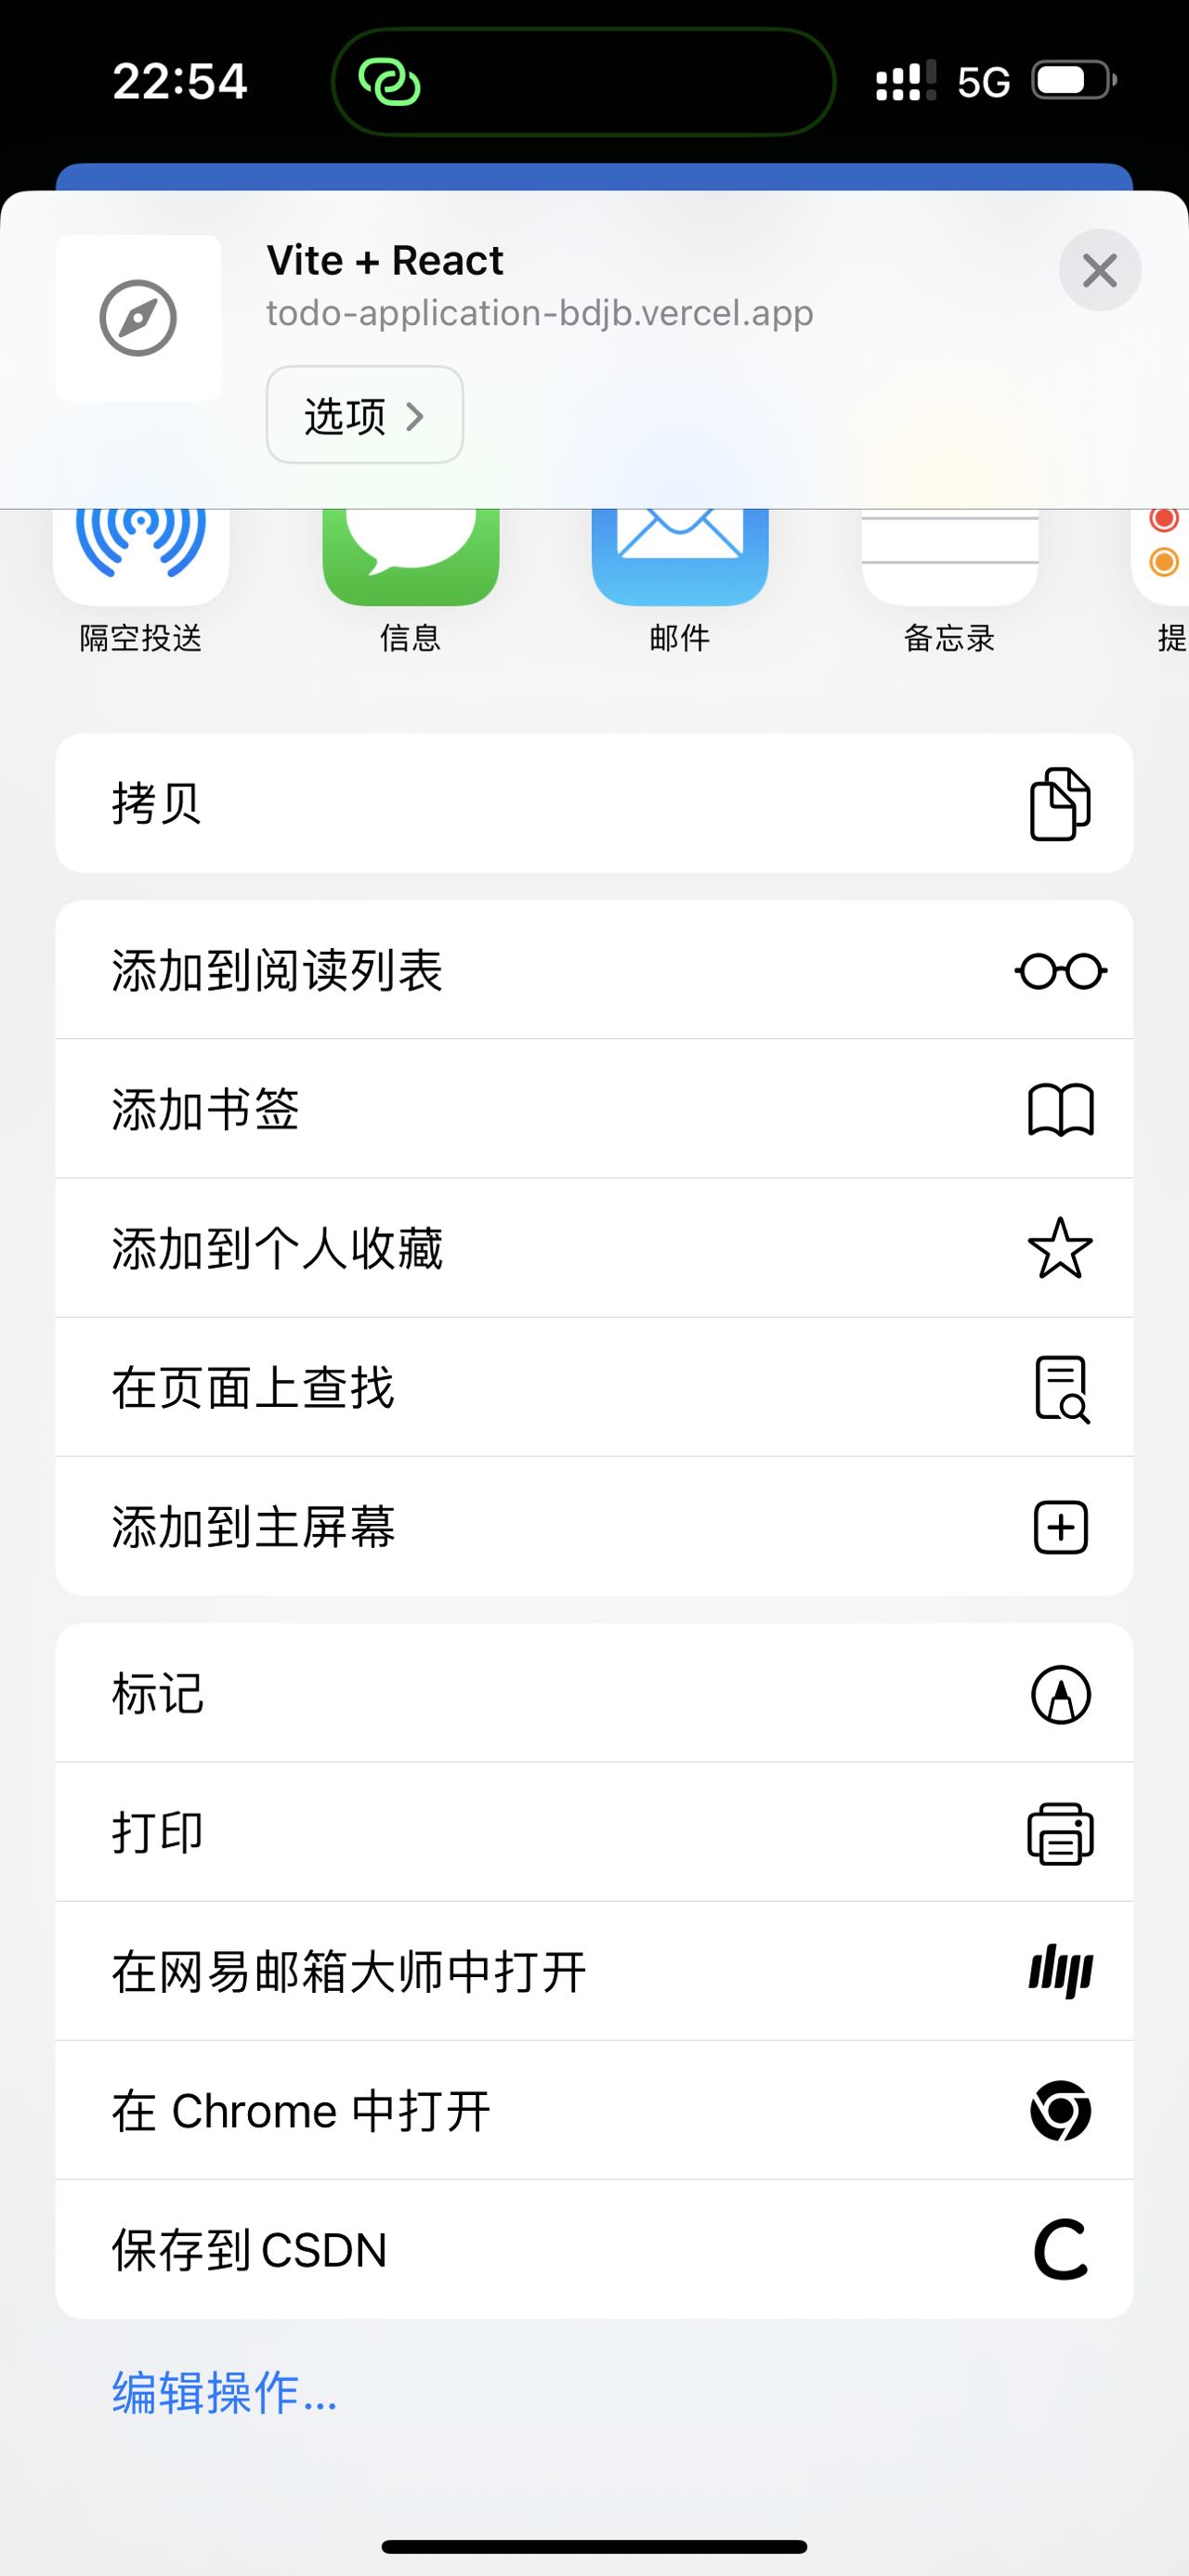 22:54
5G
Vite + React
todo-application-bdjb.vercel.app
选项
隔空投送
信息
邮件
备忘录
提
拷贝
添加到阅读列表
添加书签
添加到个人收藏
在页面上查找
添加到主屏幕
标记
打印
在网易邮箱大师中打开
在 Chrome 中打开
保存到 CSDN
编辑操作...